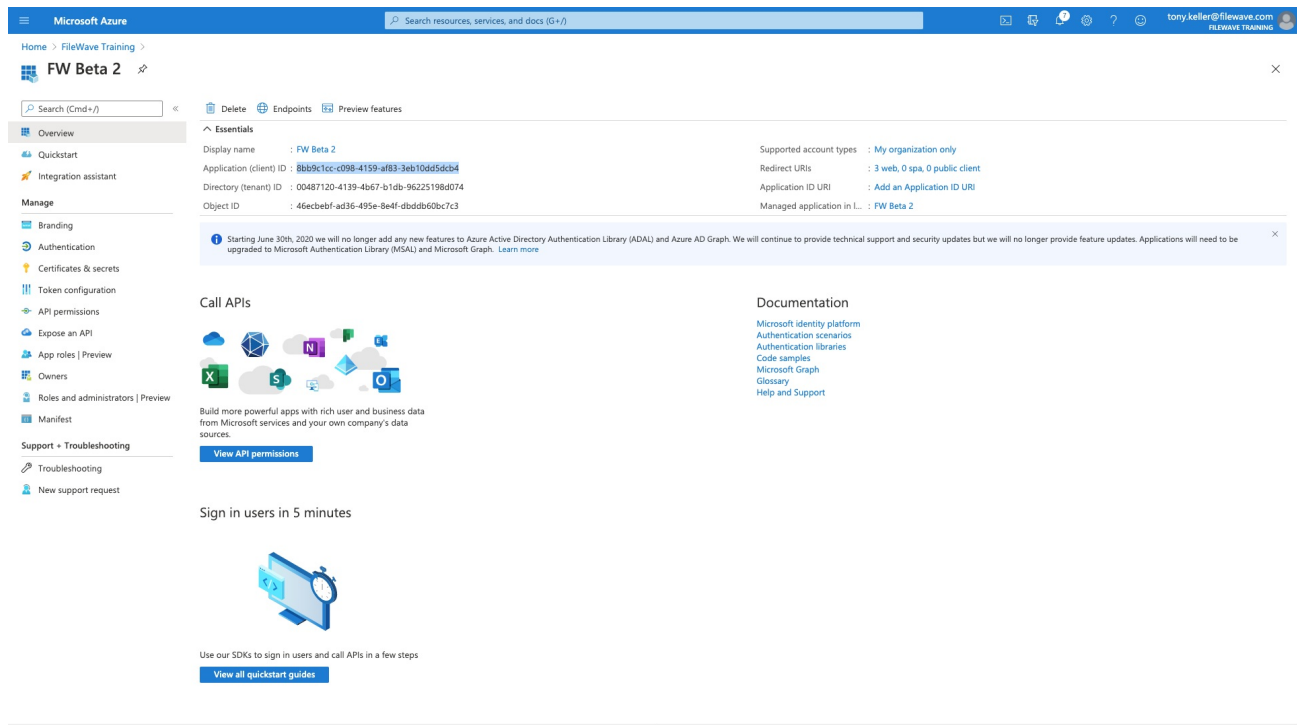 Microsoft Azure
Search resources, services, and docs (G+/)
7
tony.keller@filewave.com
FILEWAVE TRAINING
Home > FileWave Training >
FW Beta 2
Search (Cmd+/)
«
Delete
Endpoints
Preview features
Overview
Quickstart
Integration assistant
Manage
Branding
Authentication
Certificates & secrets
Token configuration
API permissions
Expose an API
App roles | Preview
Owners
Roles and administrators | Preview
Manifest
Support + Troubleshooting
Troubleshooting
New support request
Essentials
Display name : FW Beta 2
Application (client) ID : 8bb9c1cc-c098-4159-af83-3eb10dd5dcb4
Directory (tenant) ID : 00487120-4139-4b67-b1db-96225198d074
Object ID : 46ecbebf-ad36-495e-8e4f-dbddb60bc7c3
Supported account types : My organization only
Redirect URIs : 3 web, 0 spa, 0 public client
Application ID URI : Add an Application ID URI
Managed application in l... : FW Beta 2
Starting June 30th, 2020 we will no longer add any new features to Azure Active Directory Authentication Library (ADAL) and Azure AD Graph. We will continue to provide technical support and security updates but we will no longer provide feature updates. Applications will need to be
upgraded to Microsoft Authentication Library (MSAL) and Microsoft Graph. Learn more
Call APIs
N
X
S
O
Build more powerful apps with rich user and business data
from Microsoft services and your own company's data
sources.
View API permissions
Documentation
Microsoft identity platform
Authentication scenarios
Authentication libraries
Code samples
Microsoft Graph
Glossary
Help and Support
Sign in users in 5 minutes
Use our SDKs to sign in users and call APIs in a few steps
View all quickstart guides